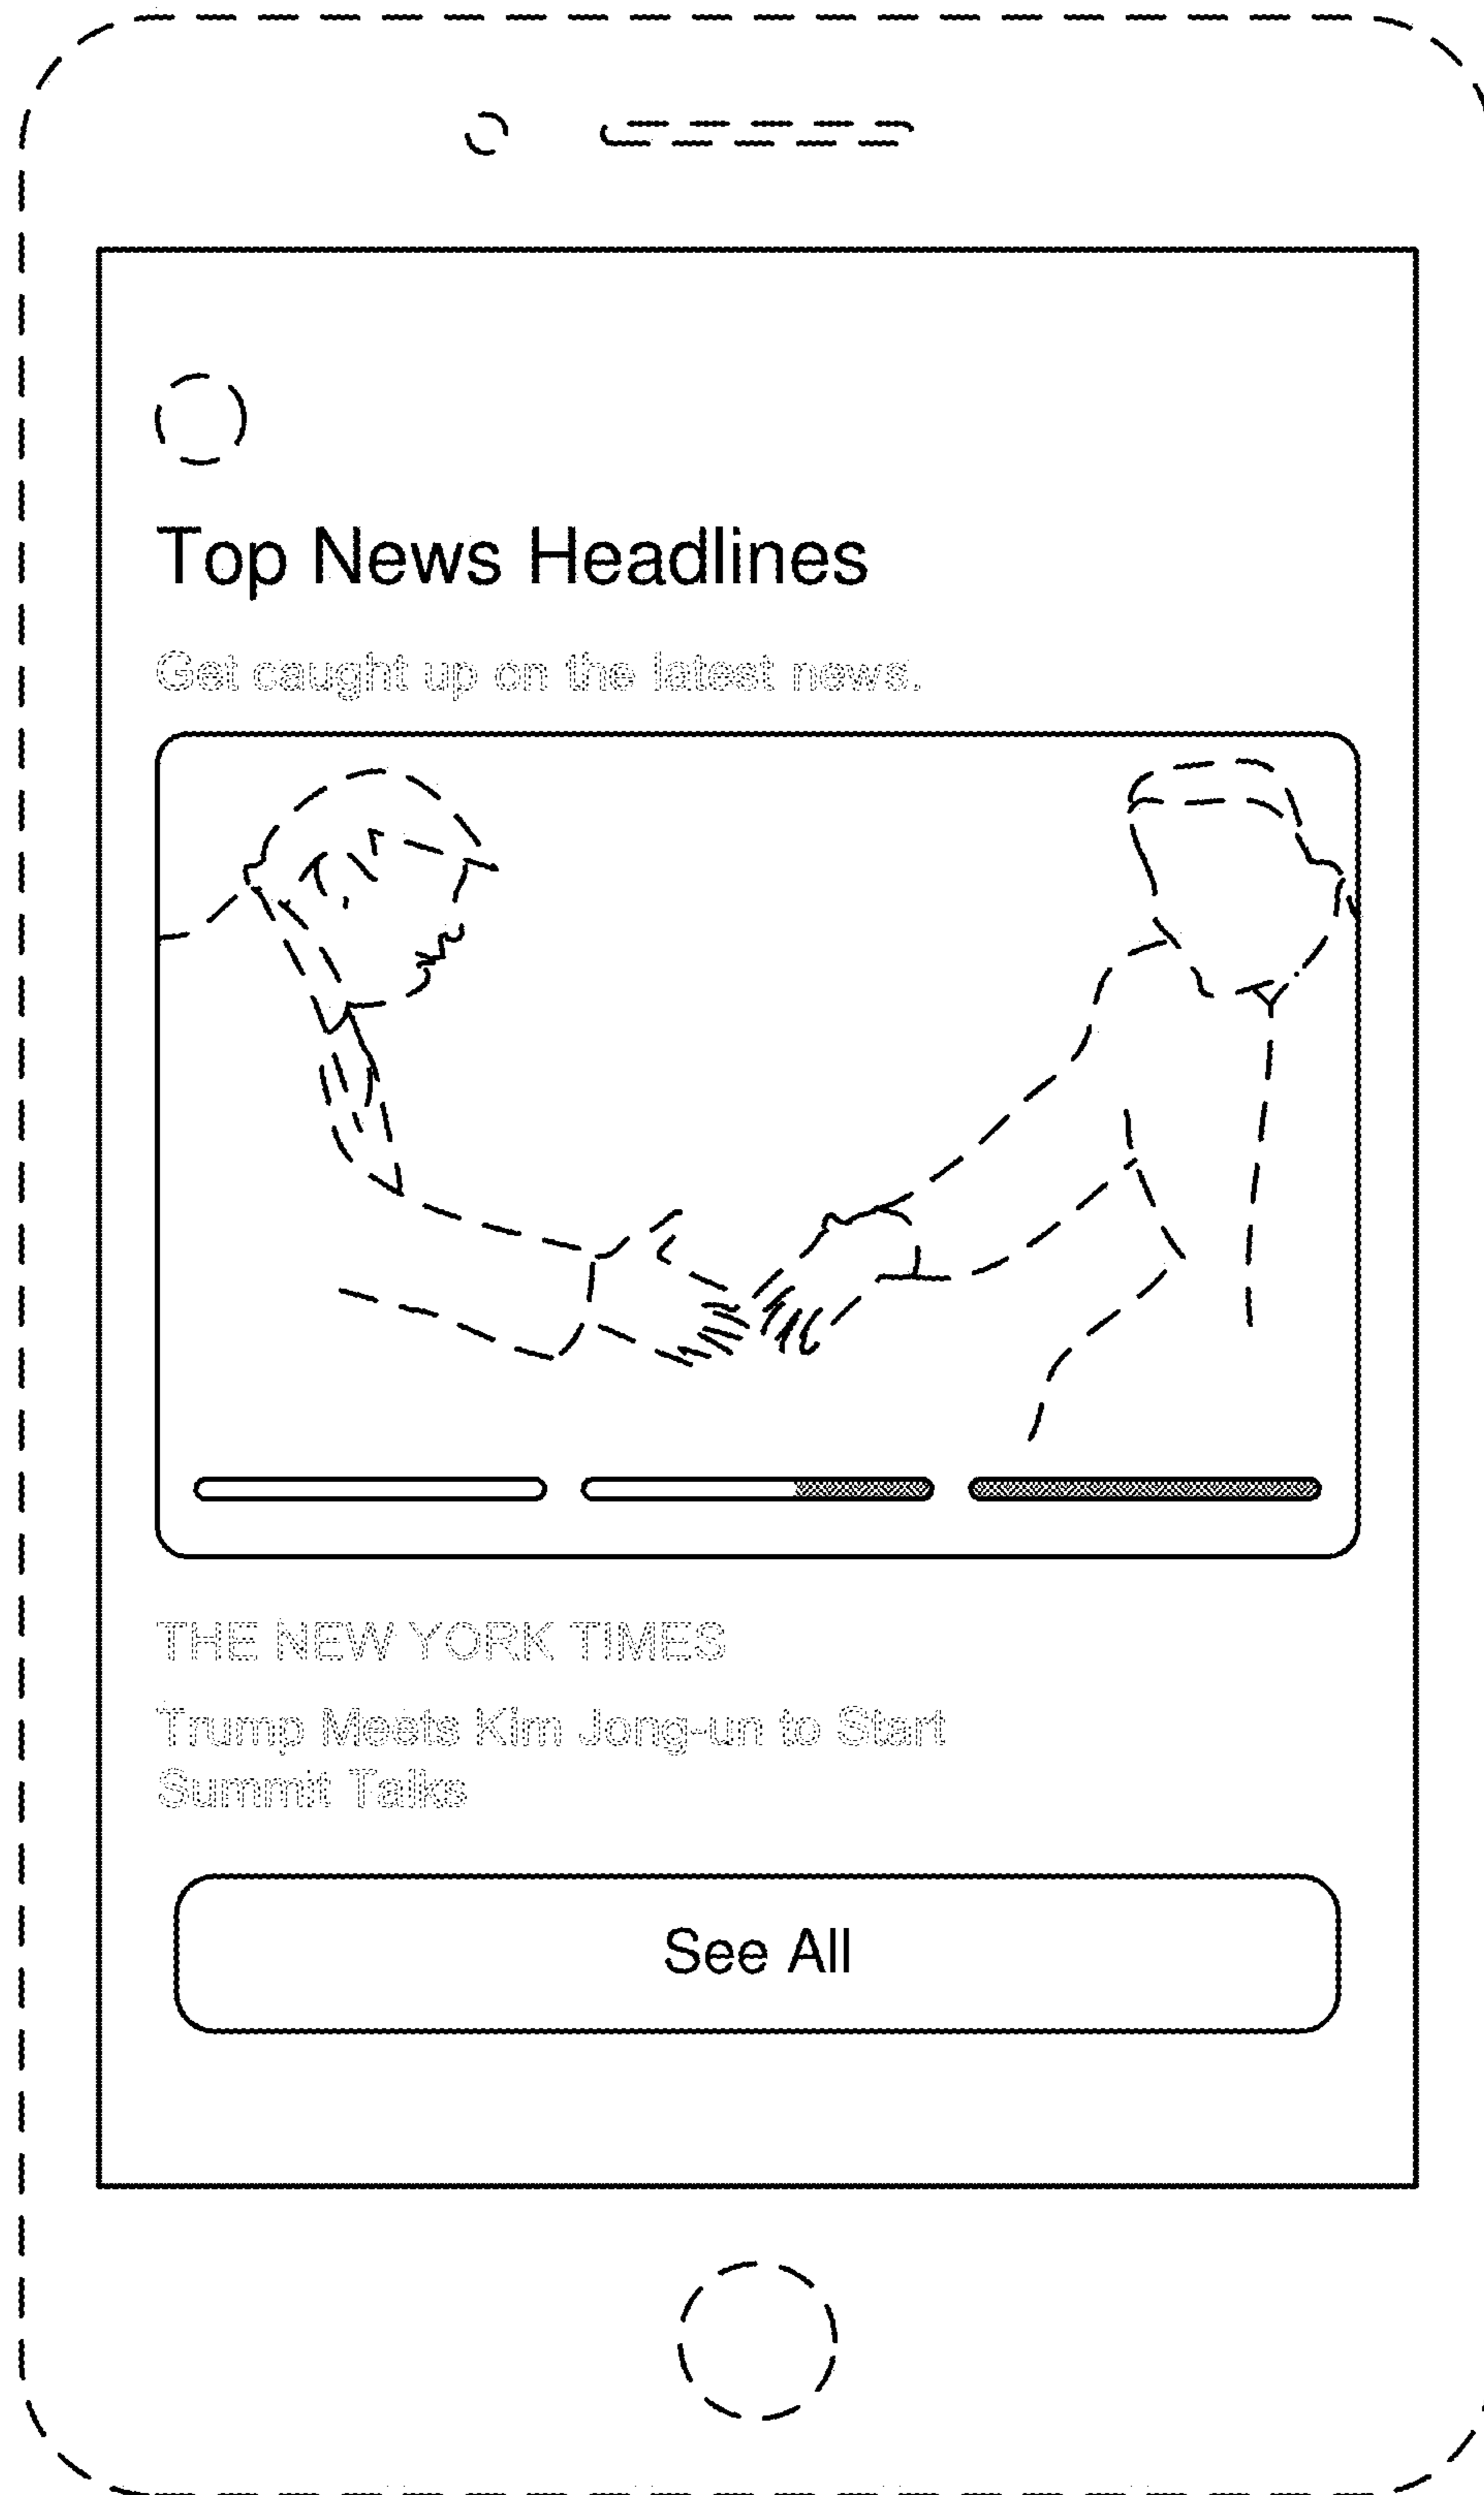 Top News Headlines
Get caught up on the latest news.
THE NEW YORK TIMES
Trump Meets Kim Jong-un to Start
Summit Talks
See All